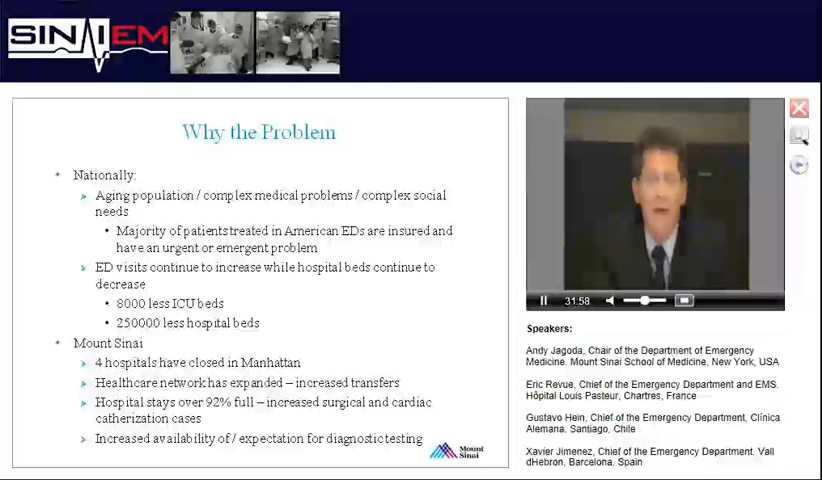 SINAIEM
Why the Problem
• Nationally:
➢ Aging population / complex medical problems / complex social
needs
• Majority of patients treated in American EDs are insured and
have an urgent or emergent problem
➢ ED visits continue to increase while hospital beds continue to
decrease
• 8000 less ICU beds
• 250000 less hospital beds
• Mount Sinai
➢ 4 hospitals have closed in Manhattan
➢ Healthcare network has expanded – increased transfers
➢ Hospital stays over 92% full – increased surgical and cardiac
catherization cases
➢ Increased availability of / expectation for diagnostic testing
Mount
Sinai
31:58
Speakers:
Andy Jagoda, Chair of the Department of Emergency
Medicine. Mount Sinai School of Medicine, New York, USA
Eric Revue, Chief of the Emergency Department and EMS,
Hôpital Louis Pasteur, Chartres, France
Gustavo Hein, Chief of the Emergency Department, Clínica
Alemana. Santiago, Chile
Xavier Jimenez, Chief of the Emergency Department. Vall
dHebron, Barcelona, Spain